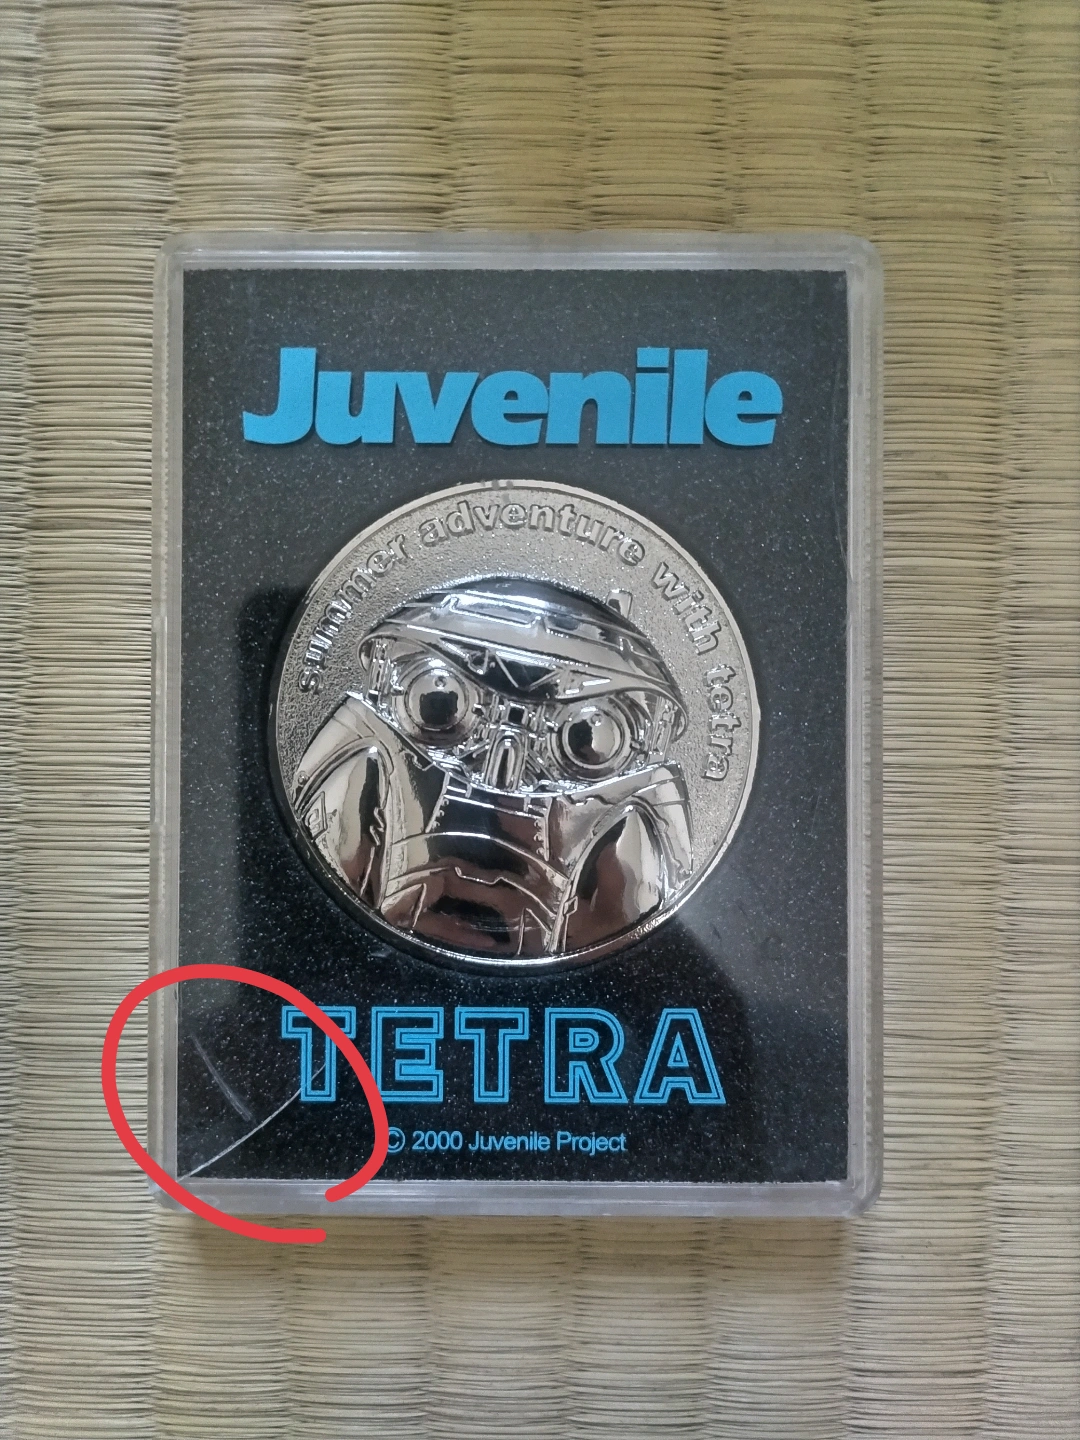 Juvenile
summer adventure with tetra
TETRA
© 2000 Juvenile Project